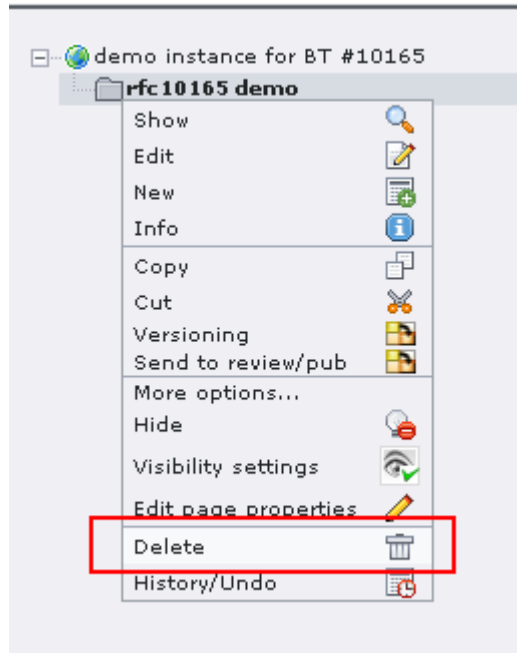 demo instance for BT #10165
rfc10165 demo
Show
Edit
New
Info
Copy
Cut
Versioning
Send to review/pub
More options...
Hide
Visibility settings
Edit page properties
Delete
History/Undo